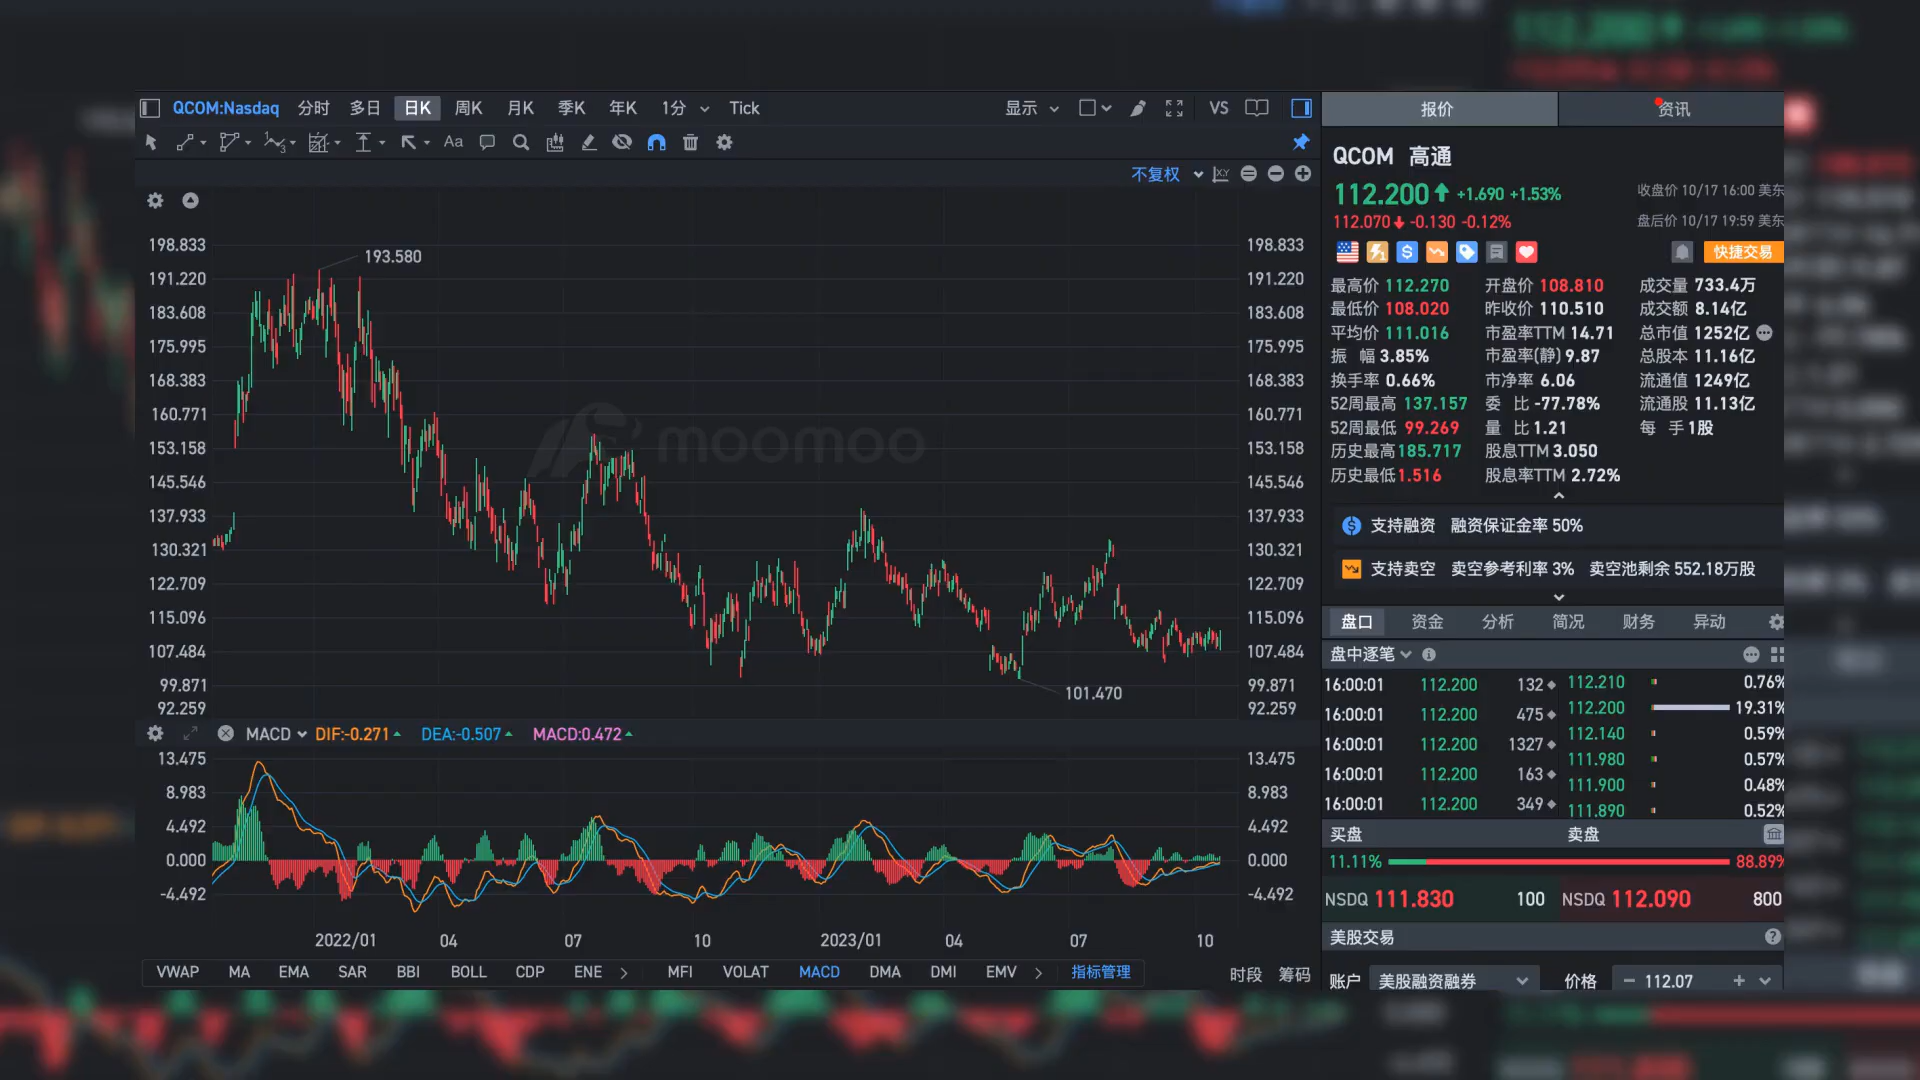 QCOM:Nasdaq 分时 多日 日K 周K 月K 季K 年K 1分 Tick 显示 VS
报价 资讯
Aa
不复权
QCOM 高通
112.200 +1.690 +1.53% 收盘价 10/17 16:00 美东
112.070 -0.130 -0.12% 盘后价 10/17 19:59 美东
快捷交易
最高价 112.270 开盘价 108.810 成交量 733.4万
最低价 108.020 昨收价 110.510 成交额 8.14亿
平均价 111.016 市盈率TTM 14.71 总市值 1252亿
振 幅 3.85% 市盈率(静) 9.87 总股本 11.16亿
换手率 0.66% 市净率 6.06 流通值 1249亿
52周最高 137.157 委 比 -77.78% 流通股 11.13亿
52周最低 99.269 量 比 1.21 每 手 1股
历史最高 185.717 股息TTM 3.050
历史最低 1.516 股息率TTM 2.72%
支持融资 融资保证金率 50%
支持卖空 卖空参考利率 3% 卖空池剩余 552.18万股
盘口 资金 分析 简况 财务 异动
盘中逐笔
16:00:01 112.200 132 112.210 0.76%
16:00:01 112.200 475 112.200 19.31%
16:00:01 112.200 1327 112.140 0.59%
16:00:01 112.200 163 111.980 0.57%
16:00:01 112.200 349 111.900 0.48%
111.890 0.52%
买盘 卖盘
11.11% 88.89%
NSDQ 111.830 100 NSDQ 112.090 800
美股交易
账户 美股融资融券 价格 112.07
198.833 198.833
193.580
191.220 191.220
183.608 183.608
175.995 175.995
168.383 168.383
160.771 160.771
moomoo
153.158 153.158
145.546 145.546
137.933 137.933
130.321 130.321
122.709 122.709
115.096 115.096
107.484 107.484
99.871 99.871
101.470
92.259 92.259
MACD DIF:-0.271 DEA:-0.507 MACD:0.472
13.475 13.475
8.983 8.983
4.492 4.492
0.000 0.000
-4.492 -4.492
2022/01 04 07 10 2023/01 04 07 10
VWAP MA EMA SAR BBI BOLL CDP ENE MFI VOLAT MACD DMA DMI EMV 指标管理 时段 筹码